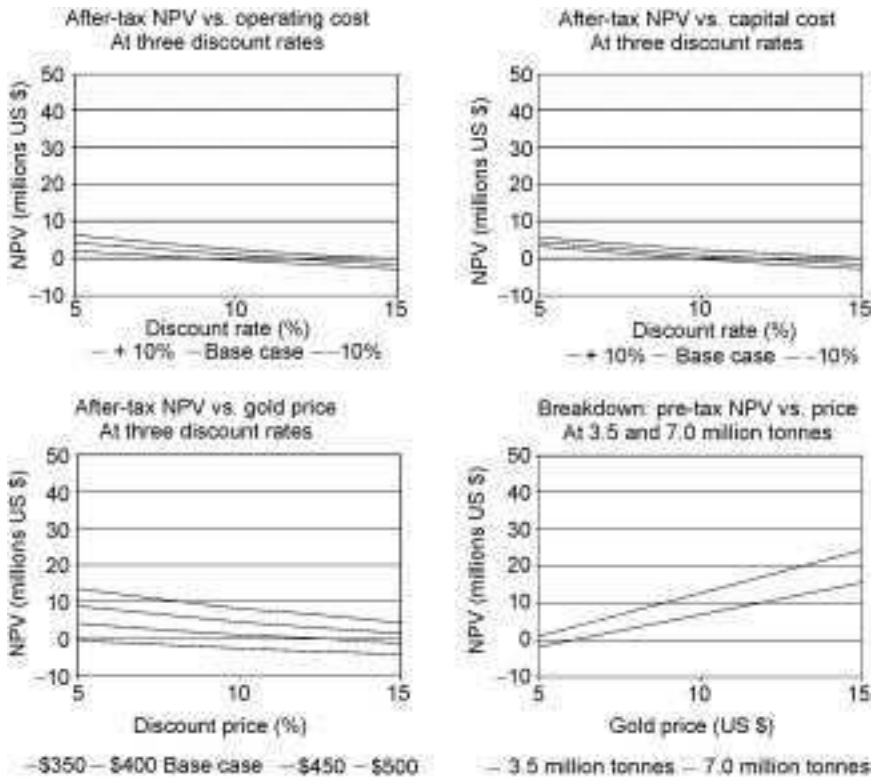 After-tax NPV vs. operating cost
At three discount rates
NPV (millions US $)
50
40
30
20
10
0
–10
5
10
15
Discount rate (%)
– + 10% – Base case – –10%
After-tax NPV vs. capital cost
At three discount rates
NPV (millions US $)
50
40
30
20
10
0
–10
5
10
15
Discount rate (%)
– + 10% – Base case – –10%
After-tax NPV vs. gold price
At three discount rates
NPV (millions US $)
50
40
30
20
10
0
–10
5
10
15
Discount price (%)
–$350 – $400 Base case –$450 – $500
Breakdown: pre-tax NPV vs. price
At 3.5 and 7.0 million tonnes
NPV (millions US $)
50
40
30
20
10
0
–10
5
10
15
Gold price (US $)
– 3.5 million tonnes – 7.0 million tonnes